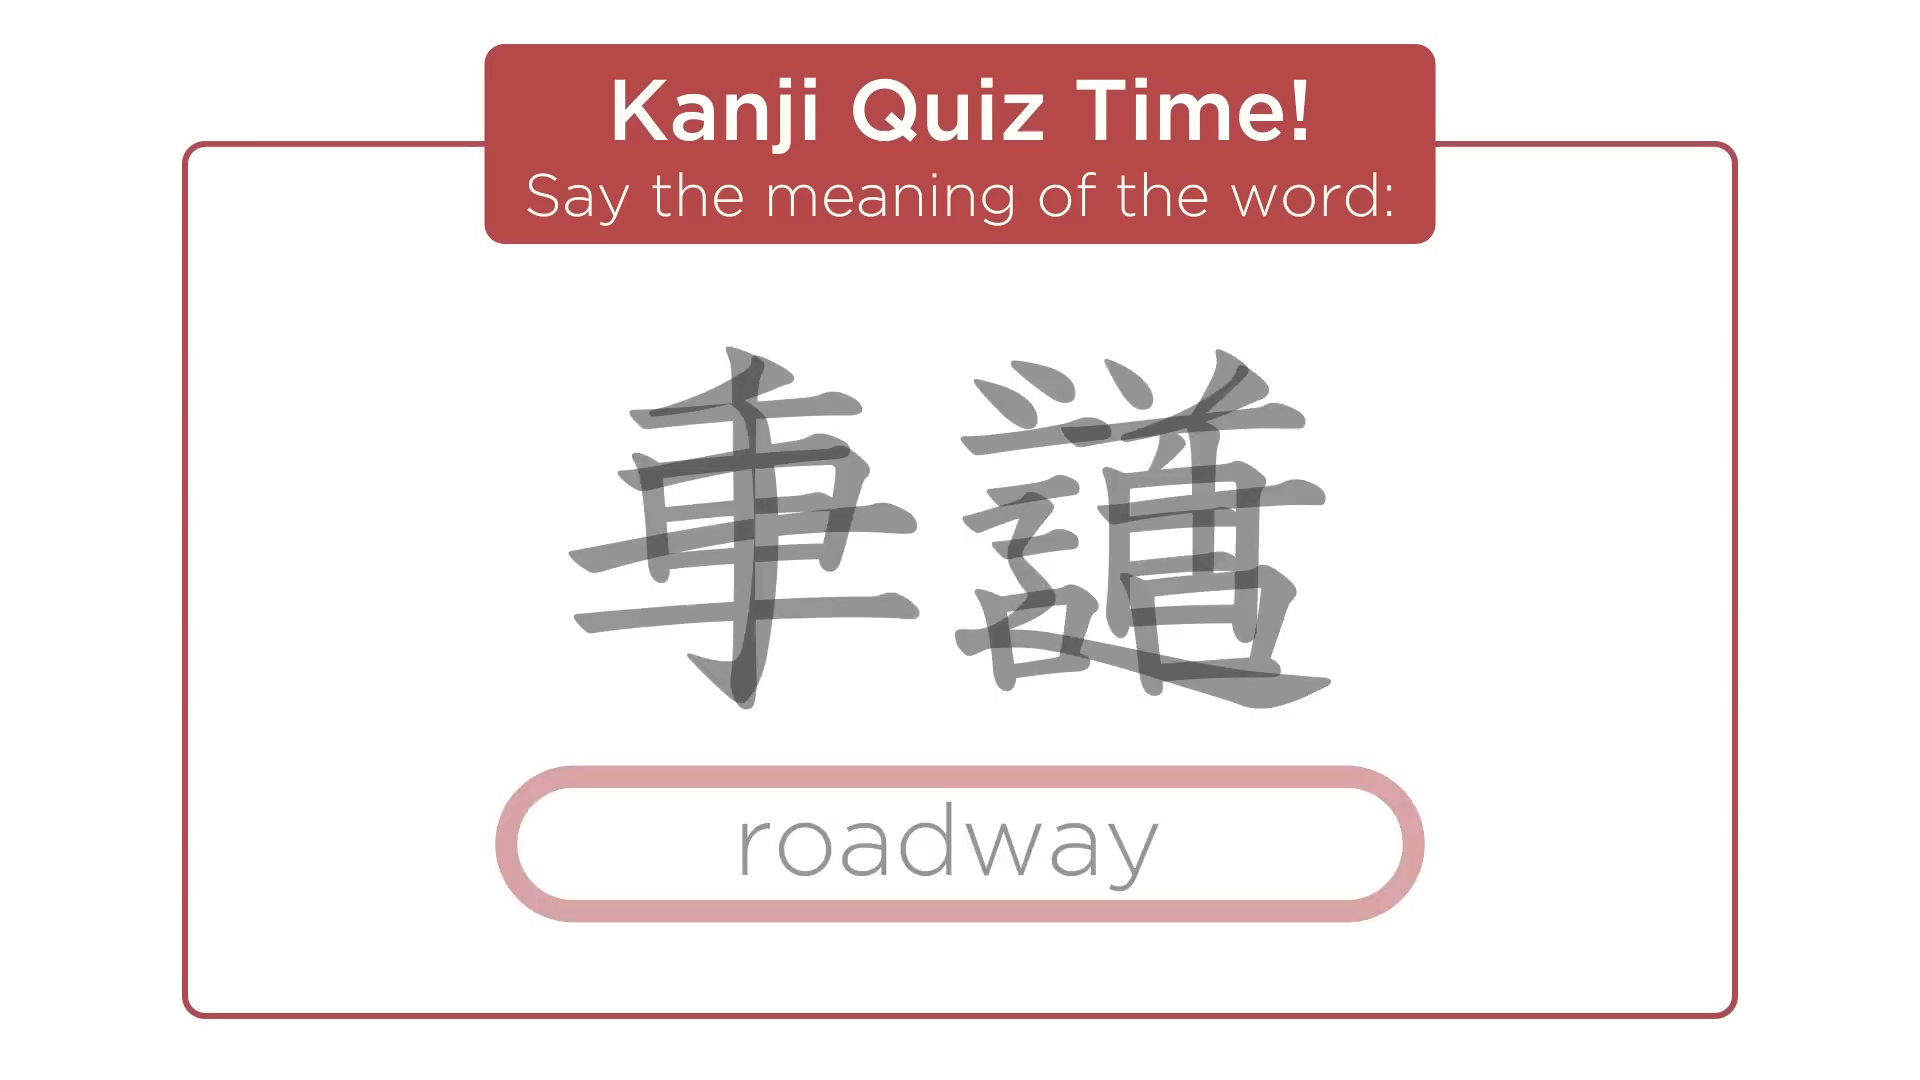 Kanji Quiz Time!
Say the meaning of the word:
車道
roadway